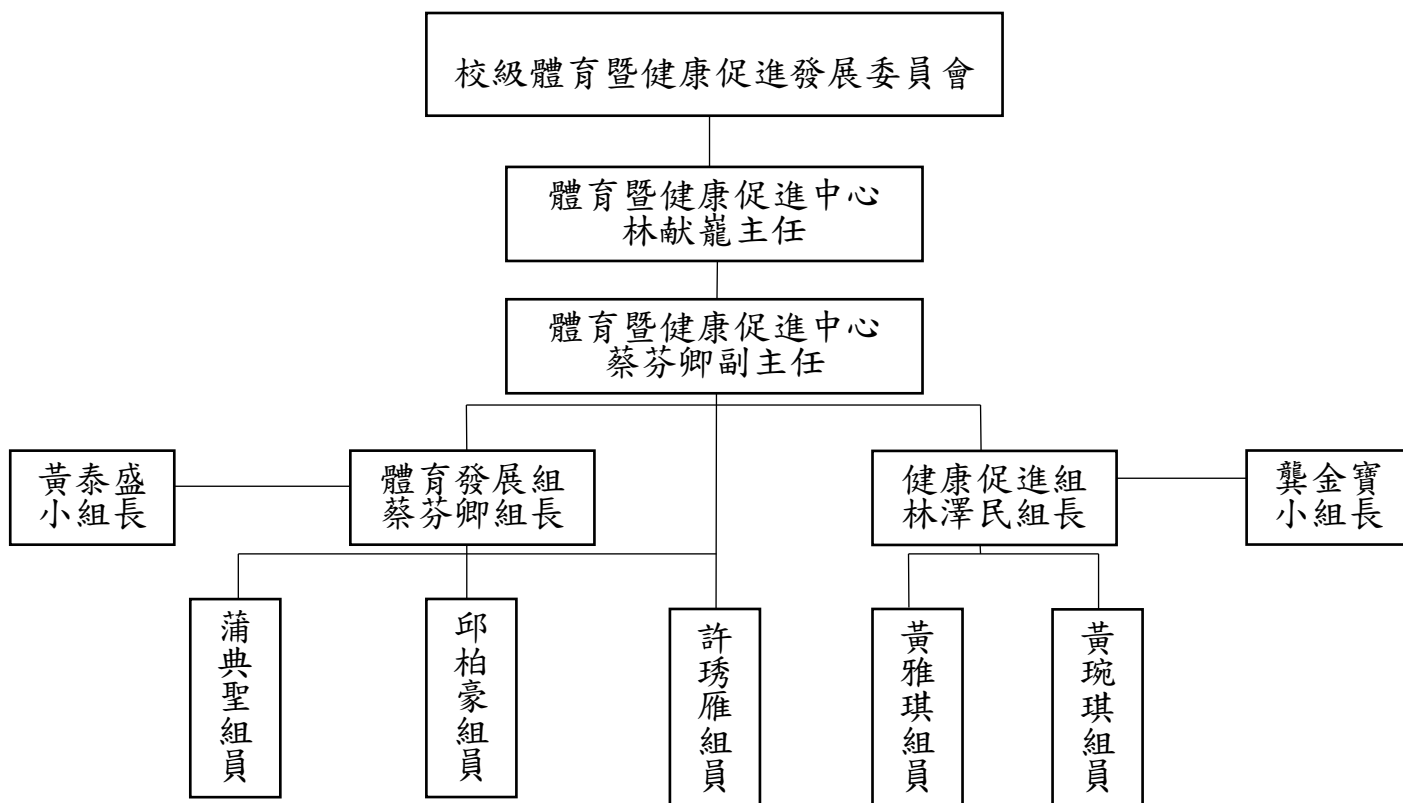 校級體育暨健康促進發展委員會
體育暨健康促進中心
林献巃主任
體育暨健康促進中心
蔡芬卿副主任
黃泰盛
小組長
體育發展組
蔡芬卿組長
健康促進組
林澤民組長
龔金寶
小組長
蒲典聖組員
邱柏豪組員
許琇雁組員
黃雅琪組員
黃琬琪組員